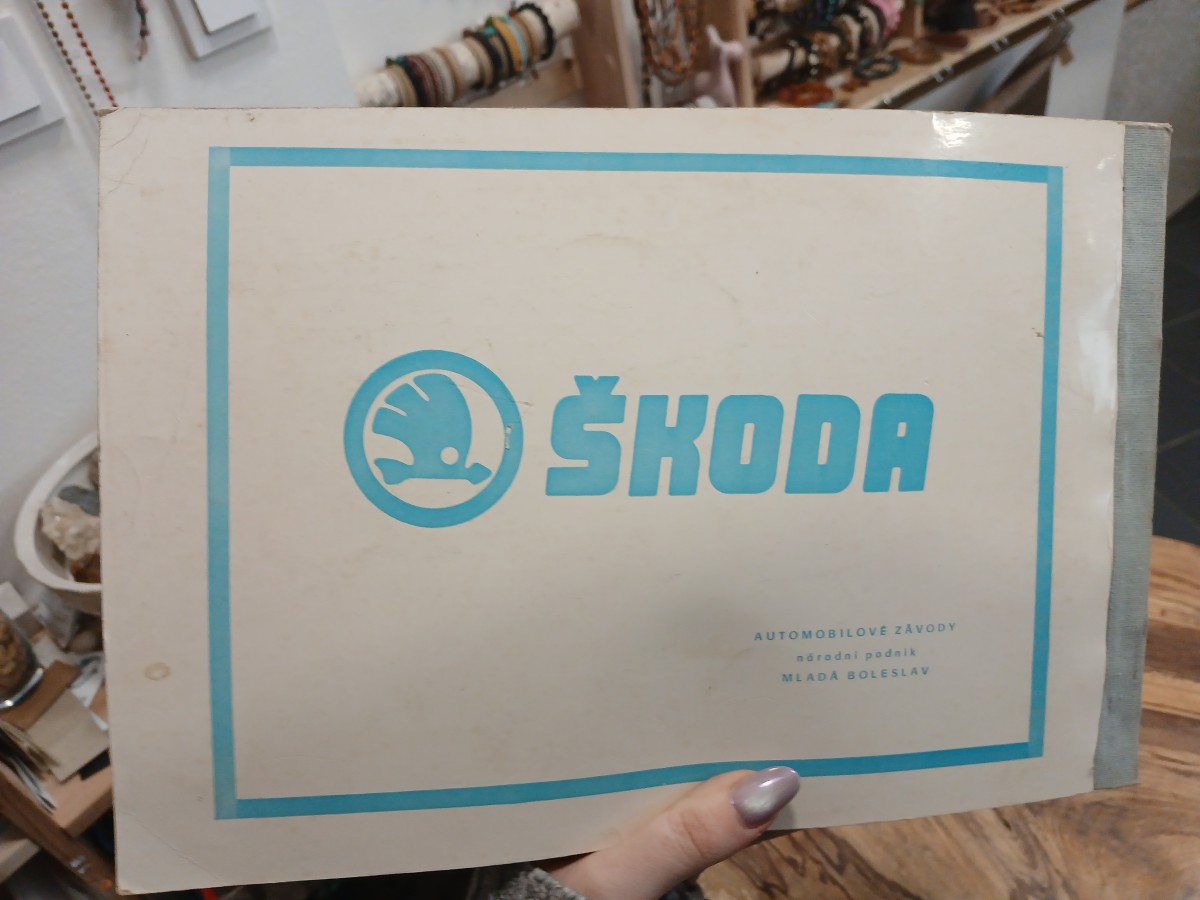 ŠKODA
AUTOMOBILOVÉ ZÁVODY
národní podnik
MLADÁ BOLESLAV